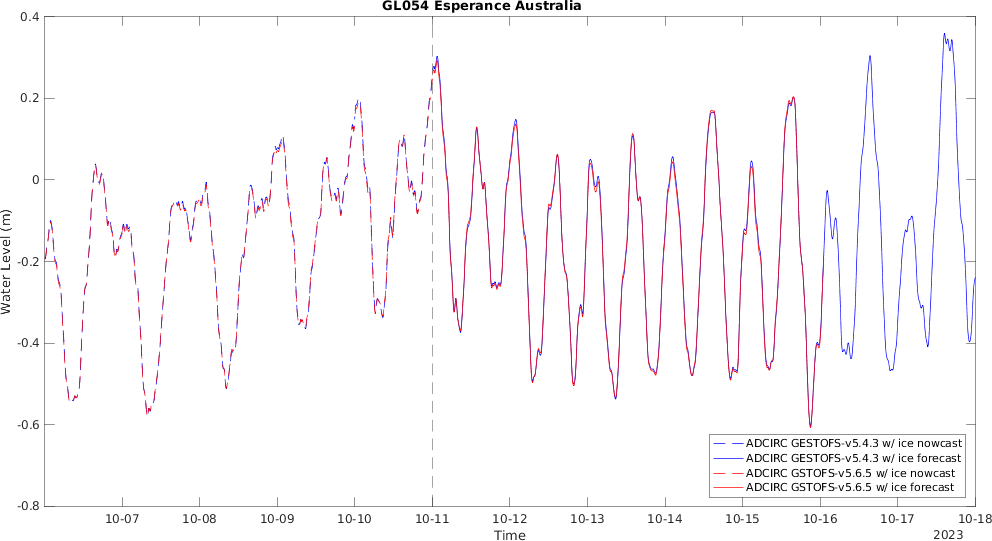 GL054 Esperance Australia
Water Level (m)
0.4
0.2
0
-0.2
-0.4
-0.6
-0.8
ADCIRC GESTOFS-v5.4.3 w/ ice nowcast
ADCIRC GESTOFS-v5.4.3 w/ ice forecast
ADCIRC GSTOFS-v5.6.5 w/ ice nowcast
ADCIRC GSTOFS-v5.6.5 w/ ice forecast
10-07 10-08 10-09 10-10 10-11 10-12 10-13 10-14 10-15 10-16 10-17 10-18
Time
2023